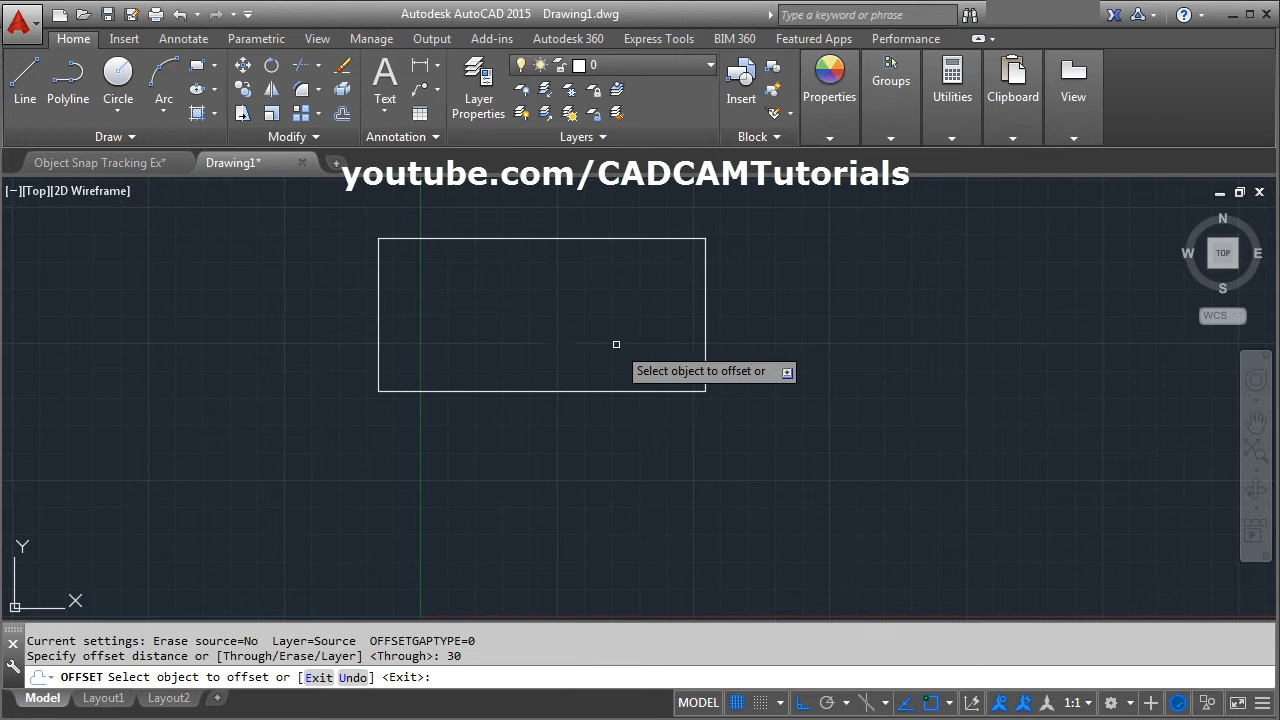 Autodesk AutoCAD 2015 Drawing1.dwg
Type a keyword or phrase
Home Insert Annotate Parametric View Manage Output Add-ins Autodesk 360 Express Tools BIM 360 Featured Apps Performance
Line Polyline Circle Arc
Text
Layer
Properties
0
Insert
Properties
Groups
Utilities
Clipboard
View
Draw Modify Annotation Layers Block
Object Snap Tracking Ex* Drawing1*
youtube.com/CADCAMTutorials
[−][Top][2D Wireframe]
N
W TOP E
S
WCS
Select object to offset or
Y
X
Current settings: Erase source=No Layer=Source OFFSETGAPTYPE=0
Specify offset distance or [Through/Erase/Layer] <Through>: 30
OFFSET Select object to offset or [Exit Undo] <Exit>:
Model Layout1 Layout2 +
MODEL 1:1